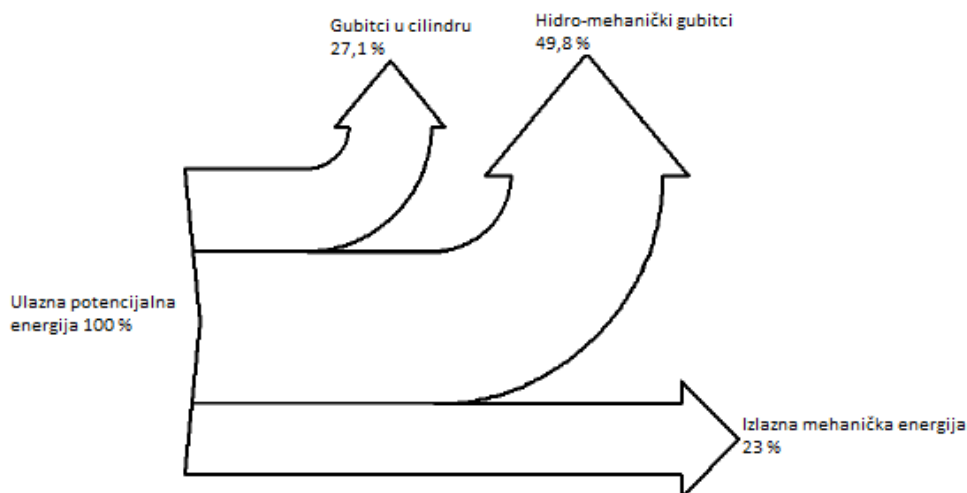 Gubitci u cilindru
27,1 %
Hidro-mehanički gubitci
49,8 %
Ulazna potencijalna
energija 100 %
Izlazna mehanička energija
23 %